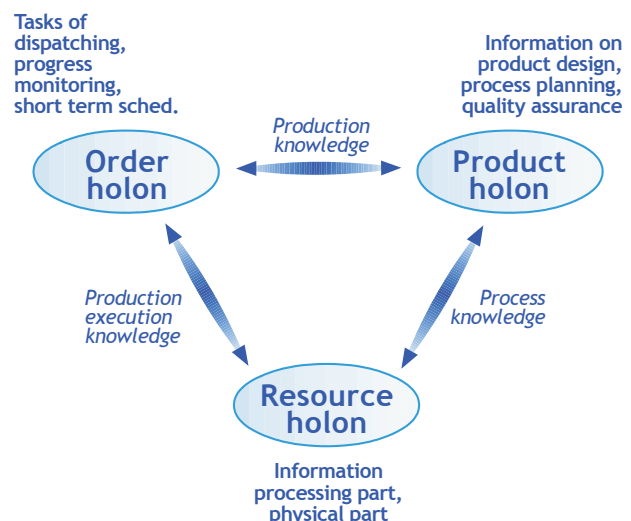 Tasks of
dispatching,
progress
monitoring,
short term sched.
Information on
product design,
process planning,
quality assurance
Production
knowledge
Order
holon
Product
holon
Production
execution
knowledge
Process
knowledge
Resource
holon
Information
processing part,
physical part